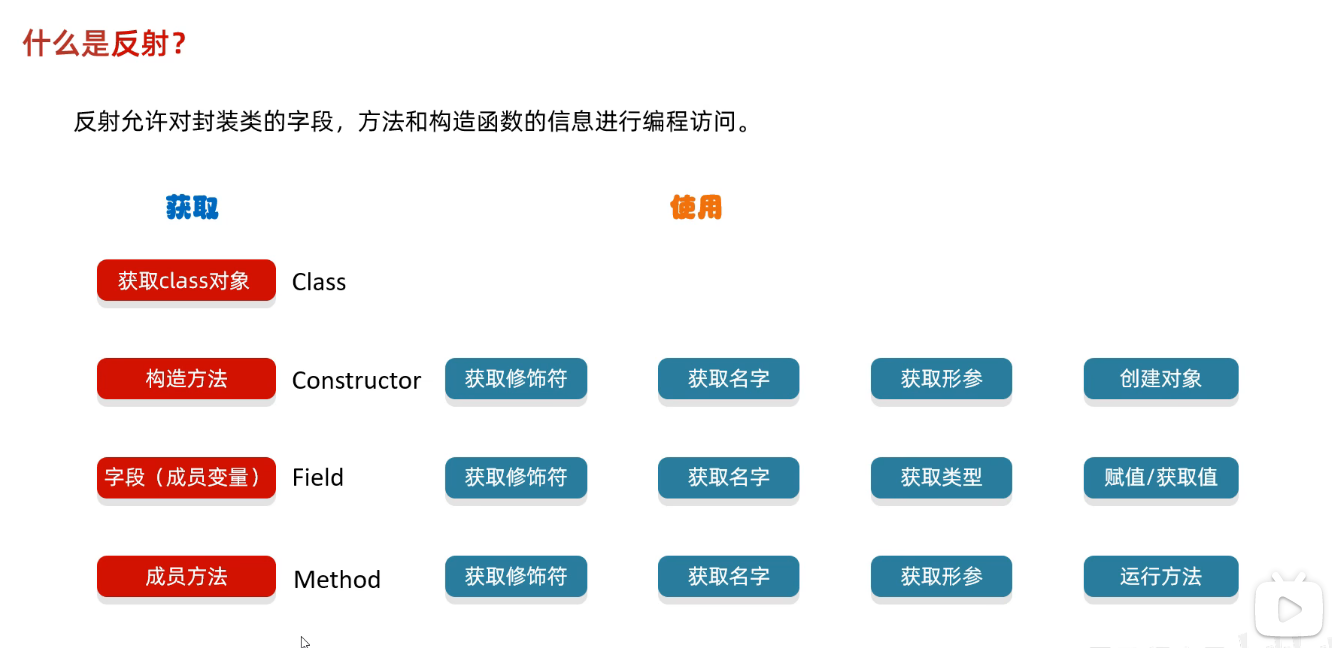 什么是反射?
反射允许对封装类的字段，方法和构造函数的信息进行编程访问。
获取 使用
获取class对象 Class
构造方法 Constructor 获取修饰符 获取名字 获取形参 创建对象
字段（成员变量） Field 获取修饰符 获取名字 获取类型 赋值/获取值
成员方法 Method 获取修饰符 获取名字 获取形参 运行方法